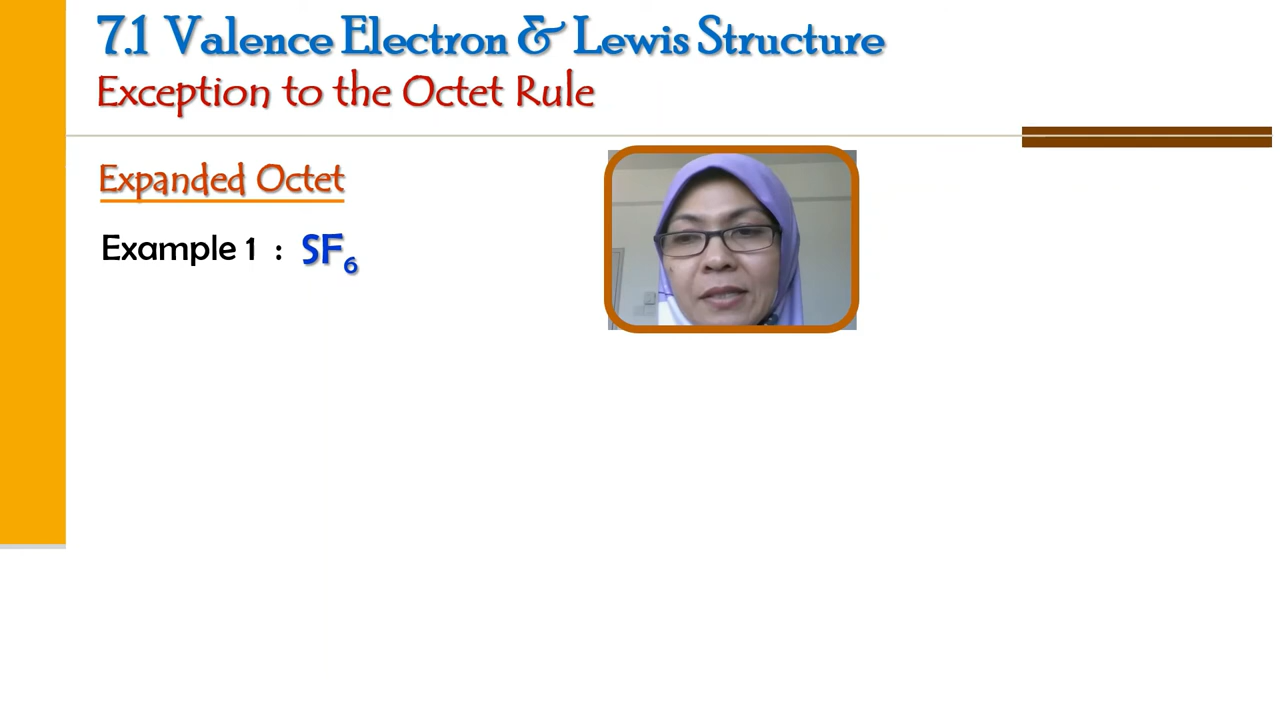 7.1 Valence Electron & Lewis Structure
Exception to the Octet Rule
Expanded Octet
Example 1 : SF₆